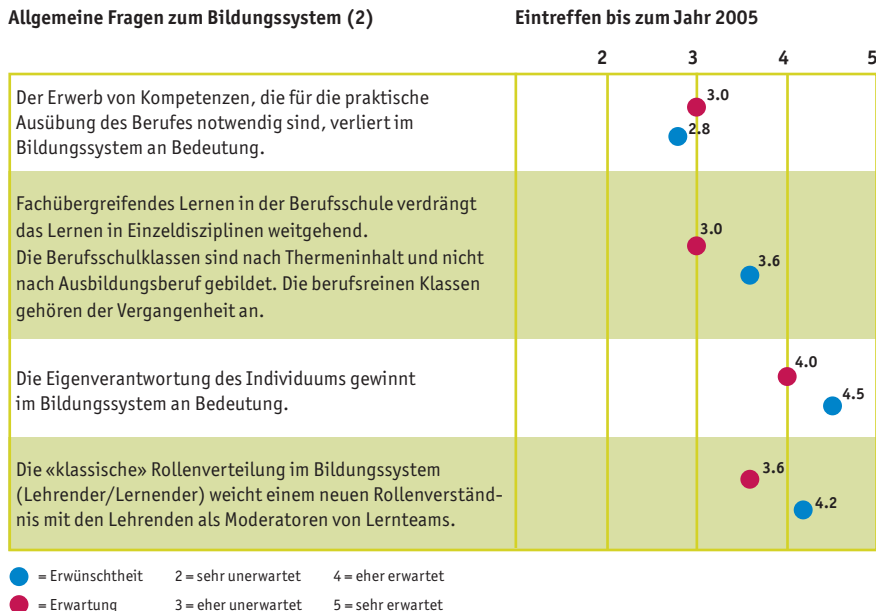 Allgemeine Fragen zum Bildungssystem (2) Eintreffen bis zum Jahr 2005
2 3 4 5
Der Erwerb von Kompetenzen, die für die praktische
Ausübung des Berufes notwendig sind, verliert im
Bildungssystem an Bedeutung.
3.0
2.8
Fachübergreifendes Lernen in der Berufsschule verdrängt
das Lernen in Einzeldisziplinen weitgehend.
Die Berufsschulklassen sind nach Thermeninhalt und nicht
nach Ausbildungsberuf gebildet. Die berufsreinen Klassen
gehören der Vergangenheit an.
3.0
3.6
Die Eigenverantwortung des Individuums gewinnt
im Bildungssystem an Bedeutung.
4.0
4.5
Die «klassische» Rollenverteilung im Bildungssystem
(Lehrender/Lernender) weicht einem neuen Rollenverständ-
nis mit den Lehrenden als Moderatoren von Lernteams.
3.6
4.2
= Erwünschtheit 2 = sehr unerwartet 4 = eher erwartet
= Erwartung 3 = eher unerwartet 5 = sehr erwartet